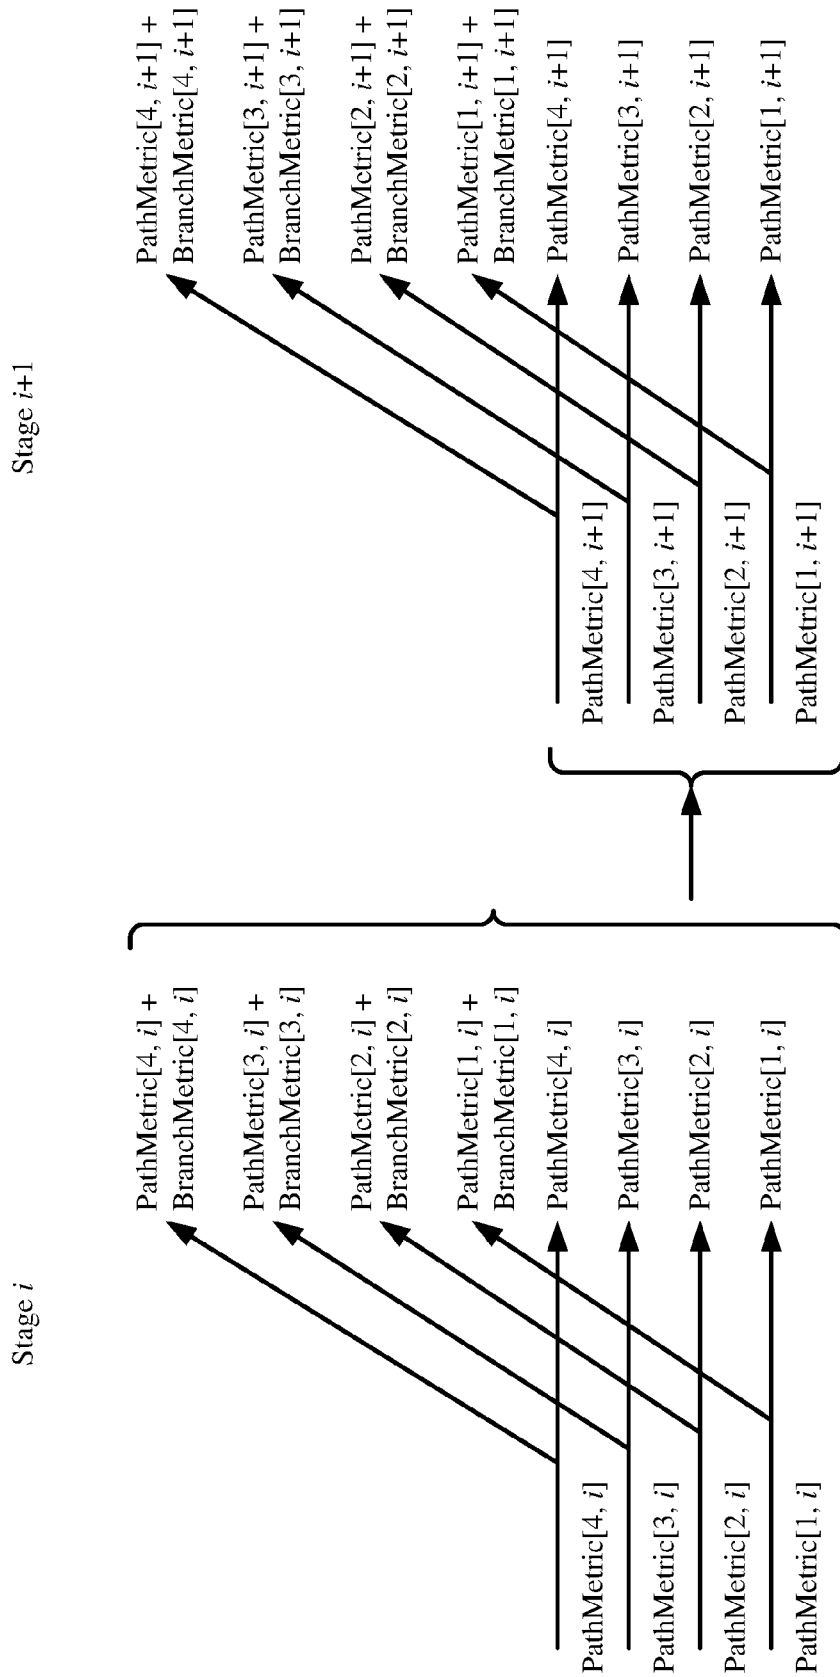 Stage i
PathMetric[4, i] +
BranchMetric[4, i]
PathMetric[3, i] +
BranchMetric[3, i]
PathMetric[2, i] +
BranchMetric[2, i]
PathMetric[1, i] +
BranchMetric[1, i]
PathMetric[4, i]
PathMetric[4, i]
PathMetric[3, i]
PathMetric[3, i]
PathMetric[2, i]
PathMetric[2, i]
PathMetric[1, i]
PathMetric[1, i]
Stage i+1
PathMetric[4, i+1] +
BranchMetric[4, i+1]
PathMetric[3, i+1] +
BranchMetric[3, i+1]
PathMetric[2, i+1] +
BranchMetric[2, i+1]
PathMetric[1, i+1] +
BranchMetric[1, i+1]
PathMetric[4, i+1]
PathMetric[4, i+1]
PathMetric[3, i+1]
PathMetric[3, i+1]
PathMetric[2, i+1]
PathMetric[2, i+1]
PathMetric[1, i+1]
PathMetric[1, i+1]